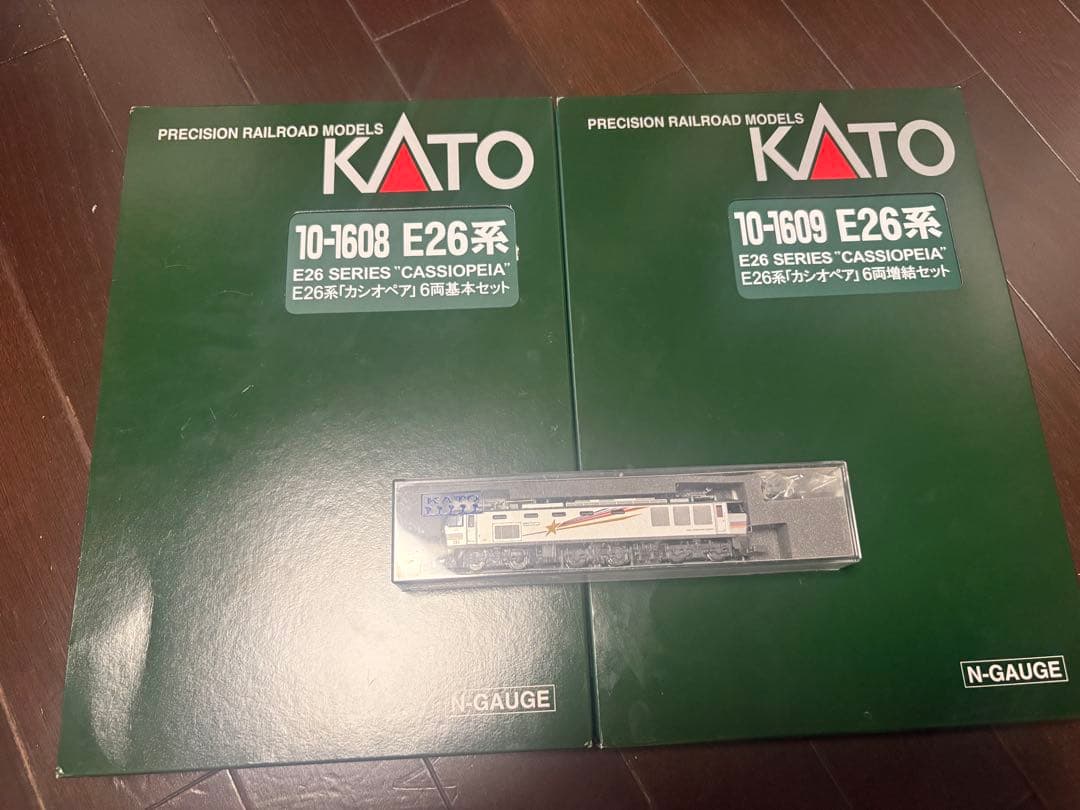 PRECISION RAILROAD MODELS
KATO
10-1608 E26系
E26 SERIES "CASSIOPEIA"
E26系「カシオペア」6両基本セット
N-GAUGE
PRECISION RAILROAD MODELS
KATO
10-1609 E26系
E26 SERIES "CASSIOPEIA"
E26系「カシオペア」6両増結セット
N-GAUGE
KATO